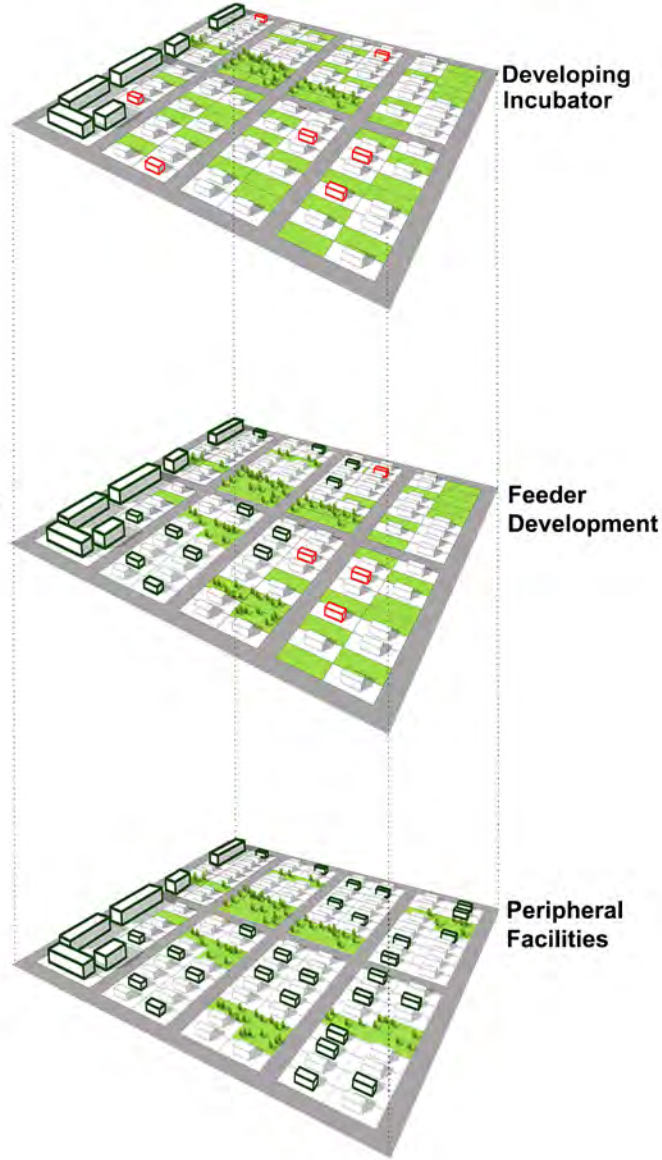 Developing
Incubator
Feeder
Development
Peripheral
Facilities